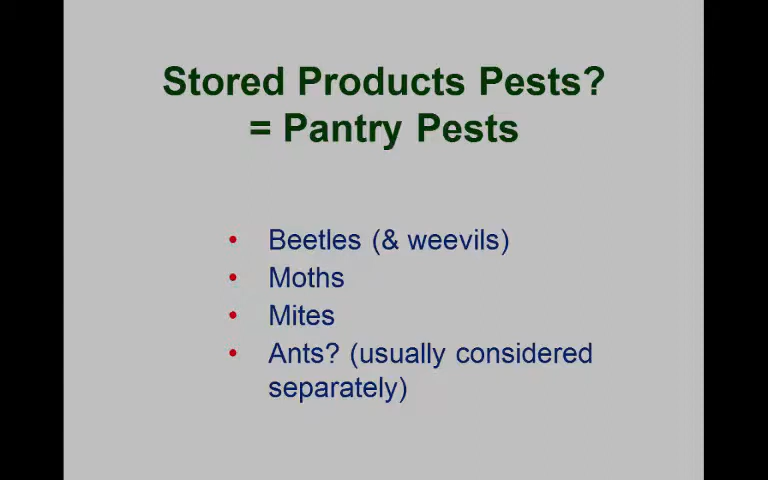 Stored Products Pests?
= Pantry Pests
• Beetles (& weevils)
• Moths
• Mites
• Ants? (usually considered
separately)